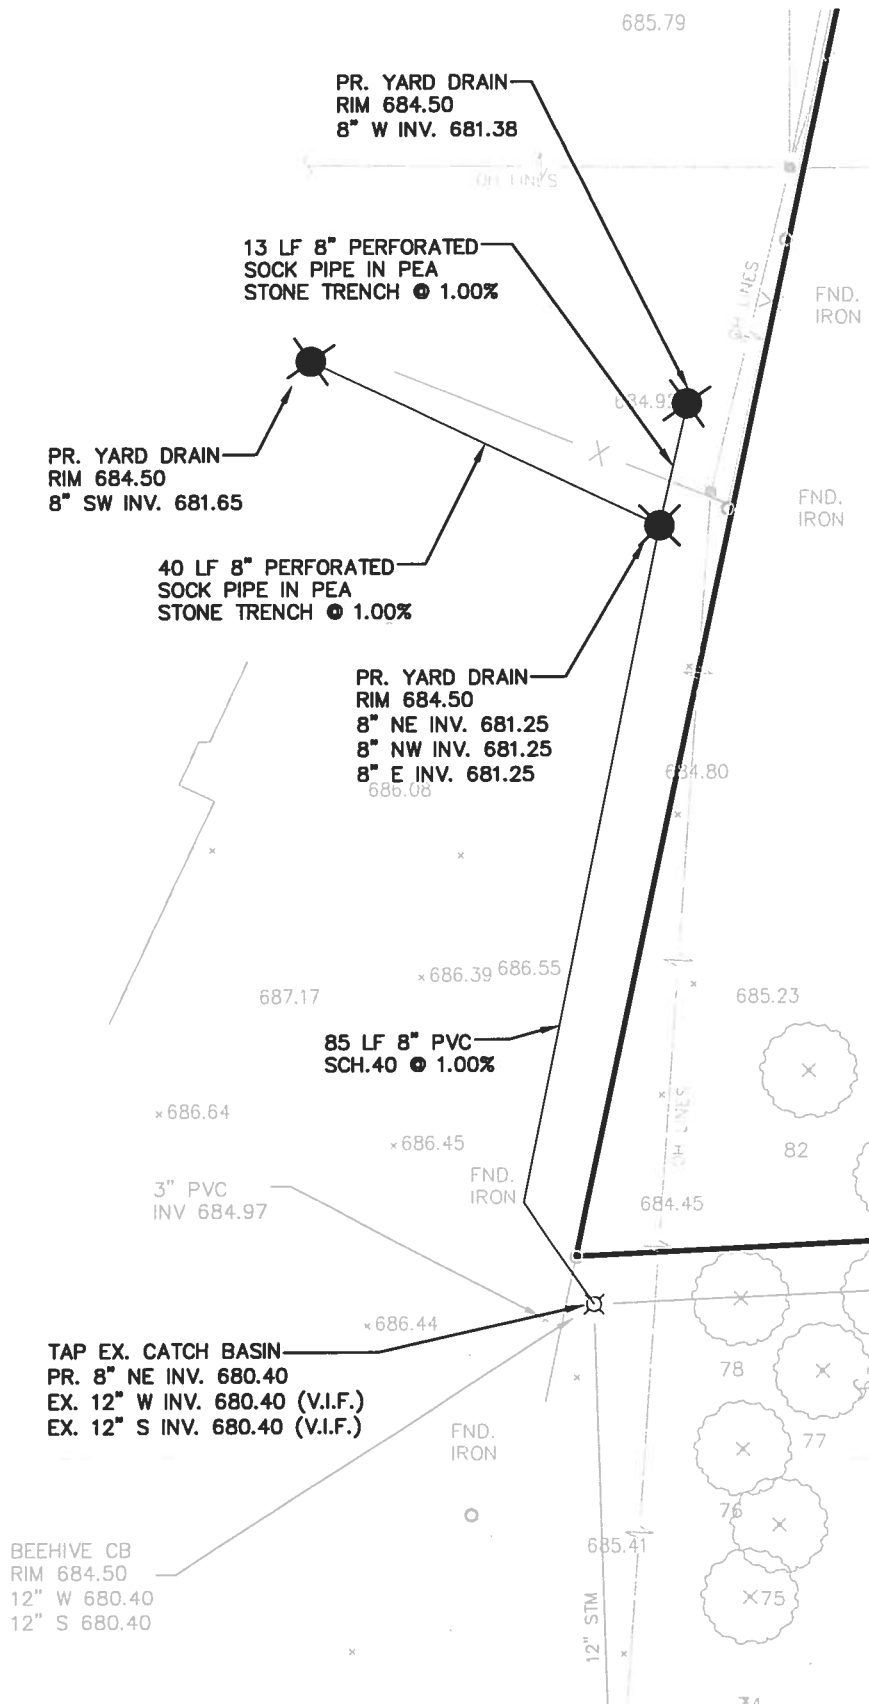 685.79
PR. YARD DRAIN
RIM 684.50
8" W INV. 681.38
OH LINES
13 LF 8" PERFORATED
SOCK PIPE IN PEA
STONE TRENCH @ 1.00%
OH LINES
FND.
IRON
684.92
PR. YARD DRAIN
RIM 684.50
8" SW INV. 681.65
X
FND.
IRON
40 LF 8" PERFORATED
SOCK PIPE IN PEA
STONE TRENCH @ 1.00%
PR. YARD DRAIN
RIM 684.50
8" NE INV. 681.25
8" NW INV. 681.25
8" E INV. 681.25
684.80
686.08
686.39
686.55
687.17
685.23
85 LF 8" PVC
SCH.40 @ 1.00%
686.64
OH LINES
686.45
82
3" PVC
INV 684.97
FND.
IRON
684.45
686.44
TAP EX. CATCH BASIN
PR. 8" NE INV. 680.40
EX. 12" W INV. 680.40 (V.I.F.)
EX. 12" S INV. 680.40 (V.I.F.)
78
77
FND.
IRON
76
BEEHIVE CB
RIM 684.50
12" W 680.40
12" S 680.40
685.41
75
12" STM